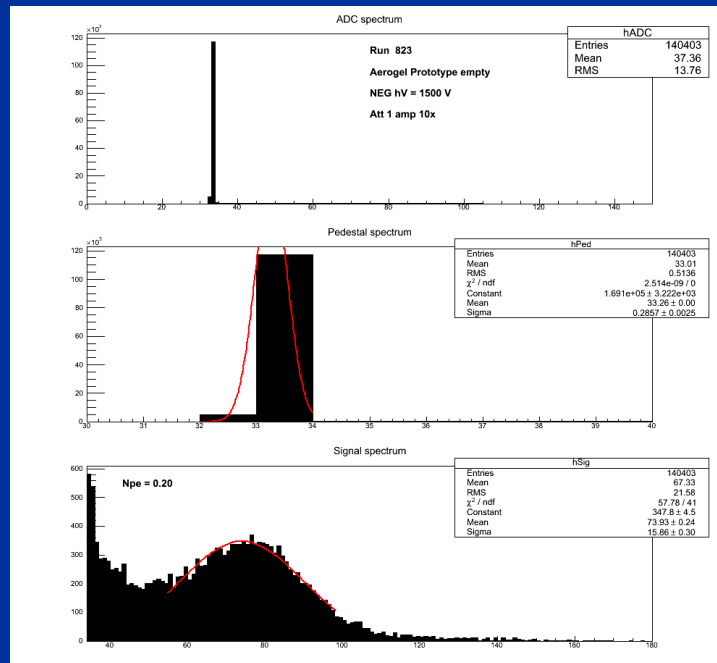 ADC spectrum
×10³
120
100
80
60
40
20
0
0 20 40 60 80 100 120 140
Run 823
Aerogel Prototype empty
NEG hV = 1500 V
Att 1 amp 10x
hADC
Entries 140403
Mean 37.36
RMS 13.76
Pedestal spectrum
×10³
120
100
80
60
40
20
0
30 31 32 33 34 35 36 37 38 39 40
hPed
Entries 140403
Mean 33.01
RMS 0.5136
χ² / ndf 2.514e-09 / 0
Constant 1.691e+05 ± 3.222e+03
Mean 33.26 ± 0.00
Sigma 0.2857 ± 0.0025
Signal spectrum
600
500
400
300
200
100
0
40 60 80 100 120 140 160 180
Npe = 0.20
hSig
Entries 140403
Mean 67.33
RMS 21.58
χ² / ndf 57.78 / 41
Constant 347.8 ± 4.5
Mean 73.93 ± 0.24
Sigma 15.86 ± 0.30